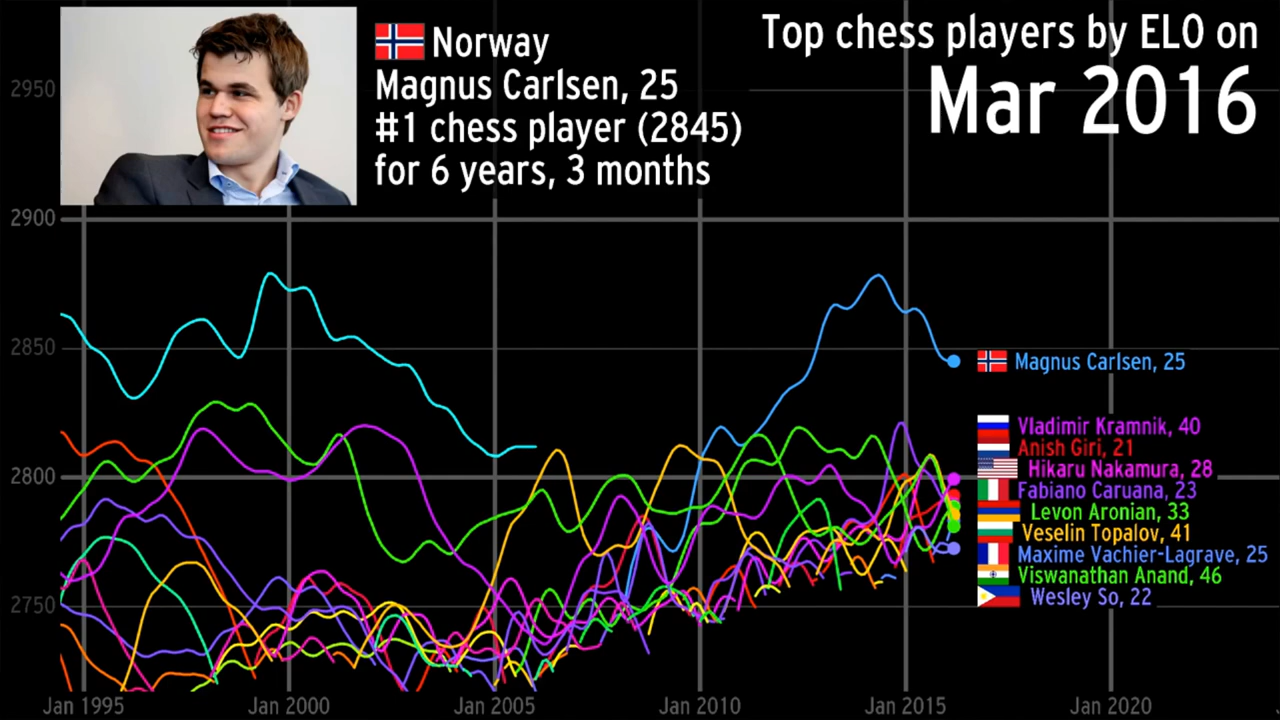 Norway
Magnus Carlsen, 25
#1 chess player (2845)
for 6 years, 3 months
Top chess players by ELO on
Mar 2016
2950
2900
2850
2800
2750
Magnus Carlsen, 25
Vladimir Kramnik, 40
Anish Giri, 21
Hikaru Nakamura, 28
Fabiano Caruana, 23
Levon Aronian, 33
Veselin Topalov, 41
Maxime Vachier-Lagrave, 25
Viswanathan Anand, 46
Wesley So, 22
Jan 1995
Jan 2000
Jan 2005
Jan 2010
Jan 2015
Jan 2020